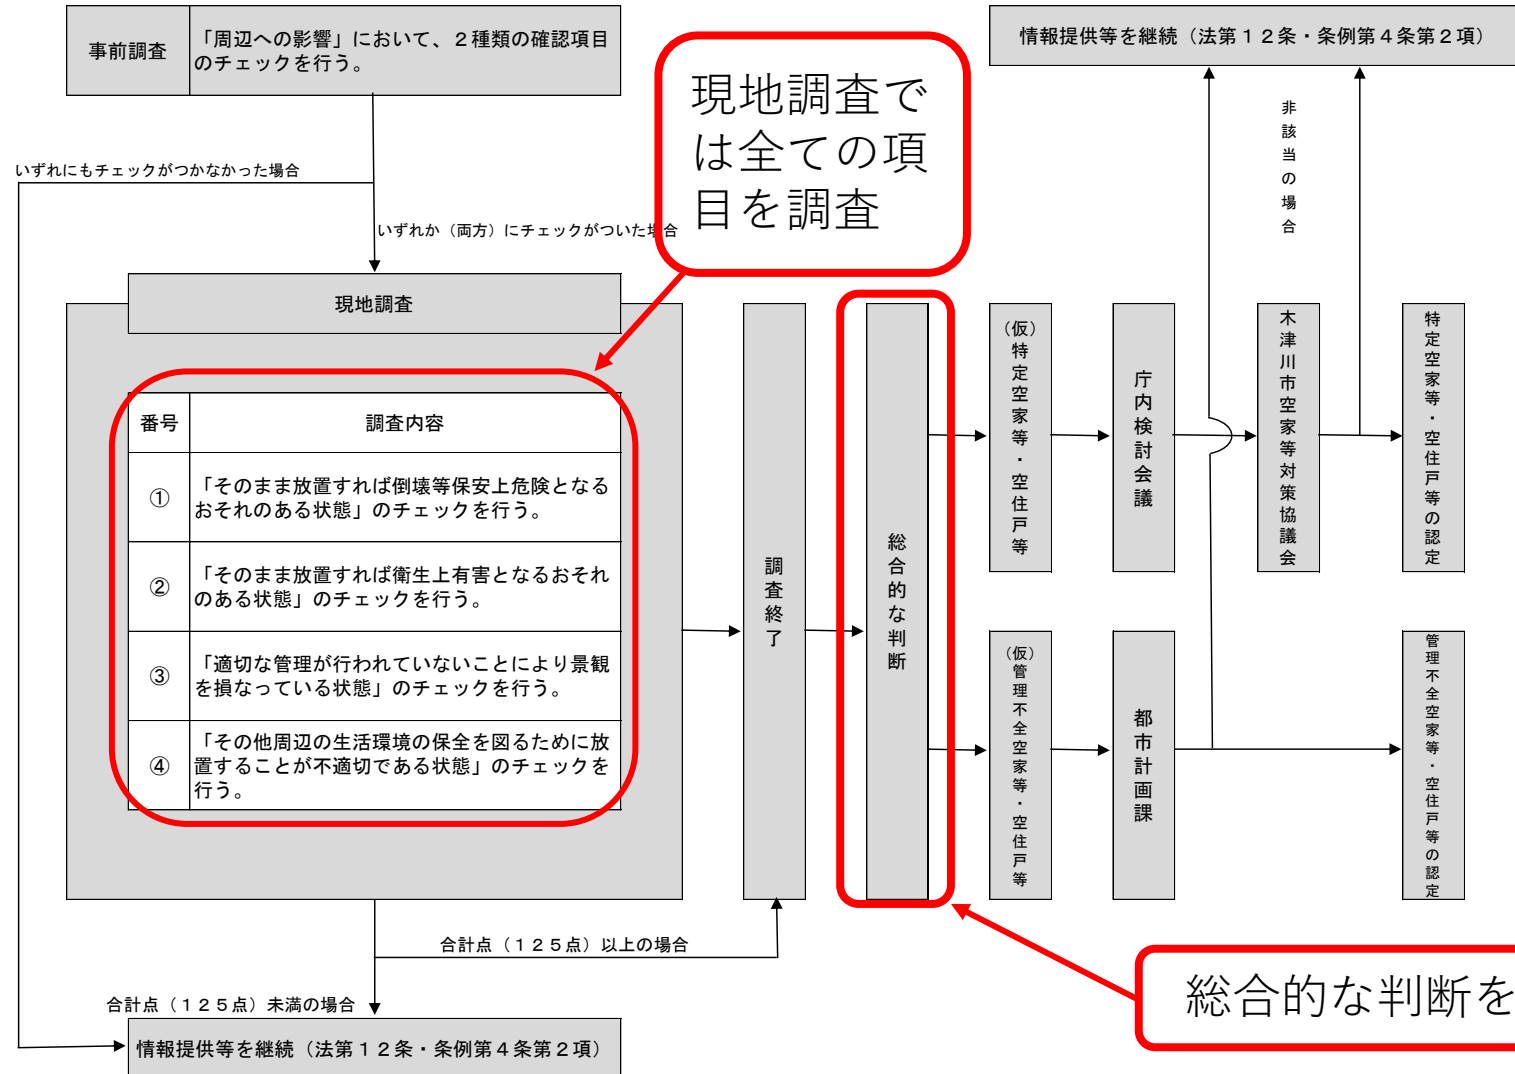 事前調査
「周辺への影響」において、２種類の確認項目
のチェックを行う。
いずれにもチェックがつかなかった場合
いずれか（両方）にチェックがついた場合
現地調査で
は全ての項
目を調査
現地調査
番号
調査内容
①
「そのまま放置すれば倒壊等保安上危険となる
おそれのある状態」のチェックを行う。
②
「そのまま放置すれば衛生上有害となるおそれ
のある状態」のチェックを行う。
③
「適切な管理が行われていないことにより景観
を損なっている状態」のチェックを行う。
④
「その他周辺の生活環境の保全を図るために放
置することが不適切である状態」のチェックを
行う。
合計点（１２５点）以上の場合
合計点（１２５点）未満の場合
情報提供等を継続（法第１２条・条例第４条第２項）
調査終了
総合的な判断
（仮）特定空家等・空住戸等
庁内検討会議
木津川市空家等対策協議会
特定空家等・空住戸等の認定
（仮）管理不全空家等・空住戸等
都市計画課
管理不全空家等・空住戸等の認定
非該当の場合
情報提供等を継続（法第１２条・条例第４条第２項）
総合的な判断を